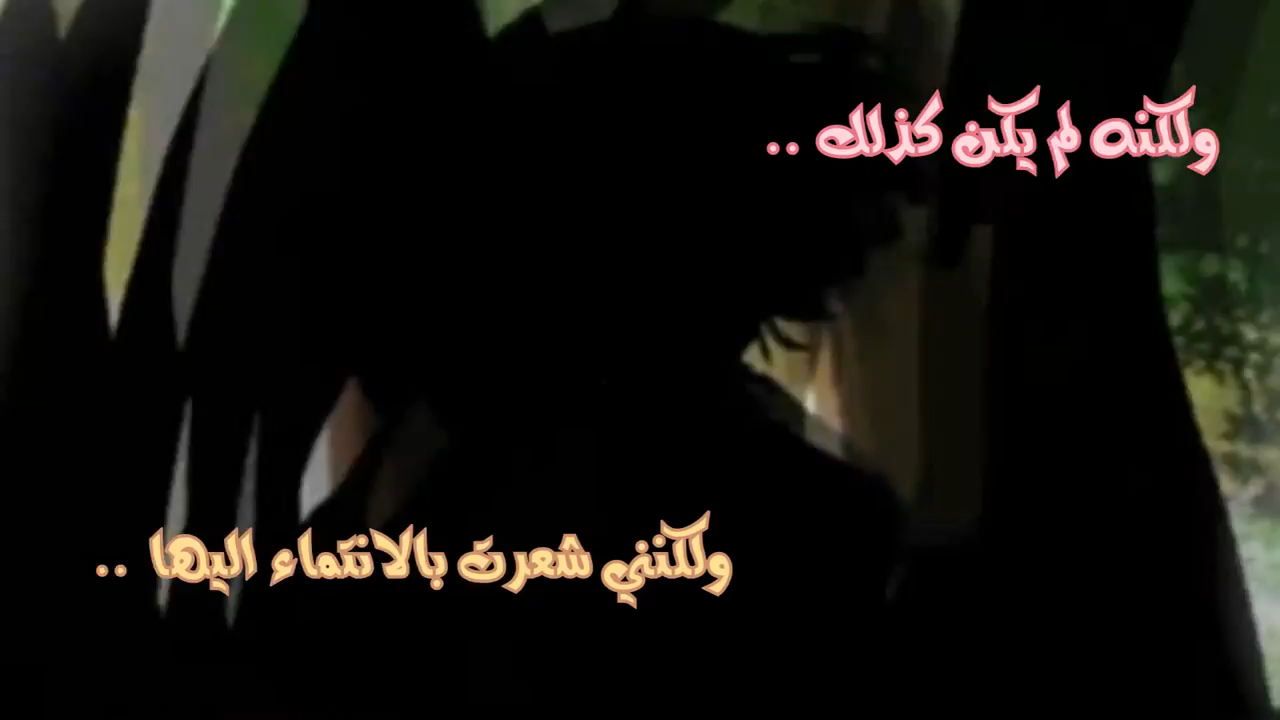 ولكنه لم يكن كذلك ..
ولكنني شعرت بالانتماء اليها ..